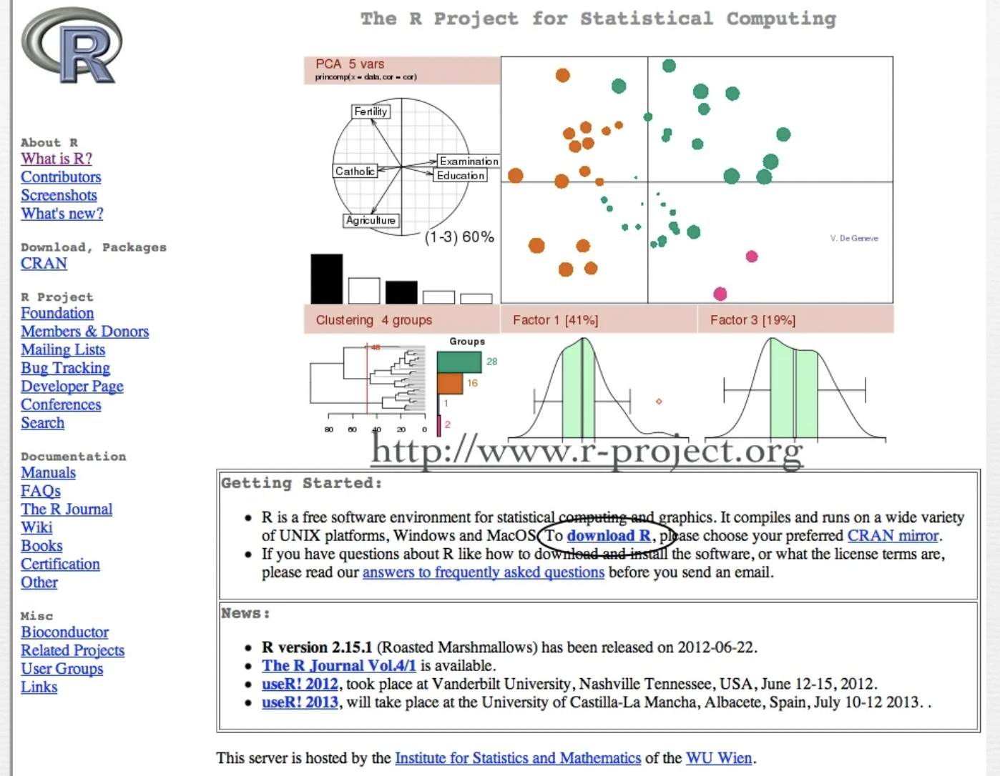 The R Project for Statistical Computing
R
PCA 5 vars
princomp(x = data, cor = cor)
Fertility
Examination
Catholic
Education
Agriculture
(1-3) 60%
V. De Geneve
Clustering 4 groups
Factor 1 [41%]
Factor 3 [19%]
Groups
48
28
16
1
2
80 60 40 20 0
http://www.r-project.org
About R
What is R?
Contributors
Screenshots
What's new?
Download, Packages
CRAN
R Project
Foundation
Members & Donors
Mailing Lists
Bug Tracking
Developer Page
Conferences
Search
Documentation
Manuals
FAQs
The R Journal
Wiki
Books
Certification
Other
Misc
Bioconductor
Related Projects
User Groups
Links
Getting Started:
• R is a free software environment for statistical computing and graphics. It compiles and runs on a wide variety
of UNIX platforms, Windows and MacOS. To download R, please choose your preferred CRAN mirror.
• If you have questions about R like how to download and install the software, or what the license terms are,
please read our answers to frequently asked questions before you send an email.
News:
• R version 2.15.1 (Roasted Marshmallows) has been released on 2012-06-22.
• The R Journal Vol.4/1 is available.
• useR! 2012, took place at Vanderbilt University, Nashville Tennessee, USA, June 12-15, 2012.
• useR! 2013, will take place at the University of Castilla-La Mancha, Albacete, Spain, July 10-12 2013. .
This server is hosted by the Institute for Statistics and Mathematics of the WU Wien.